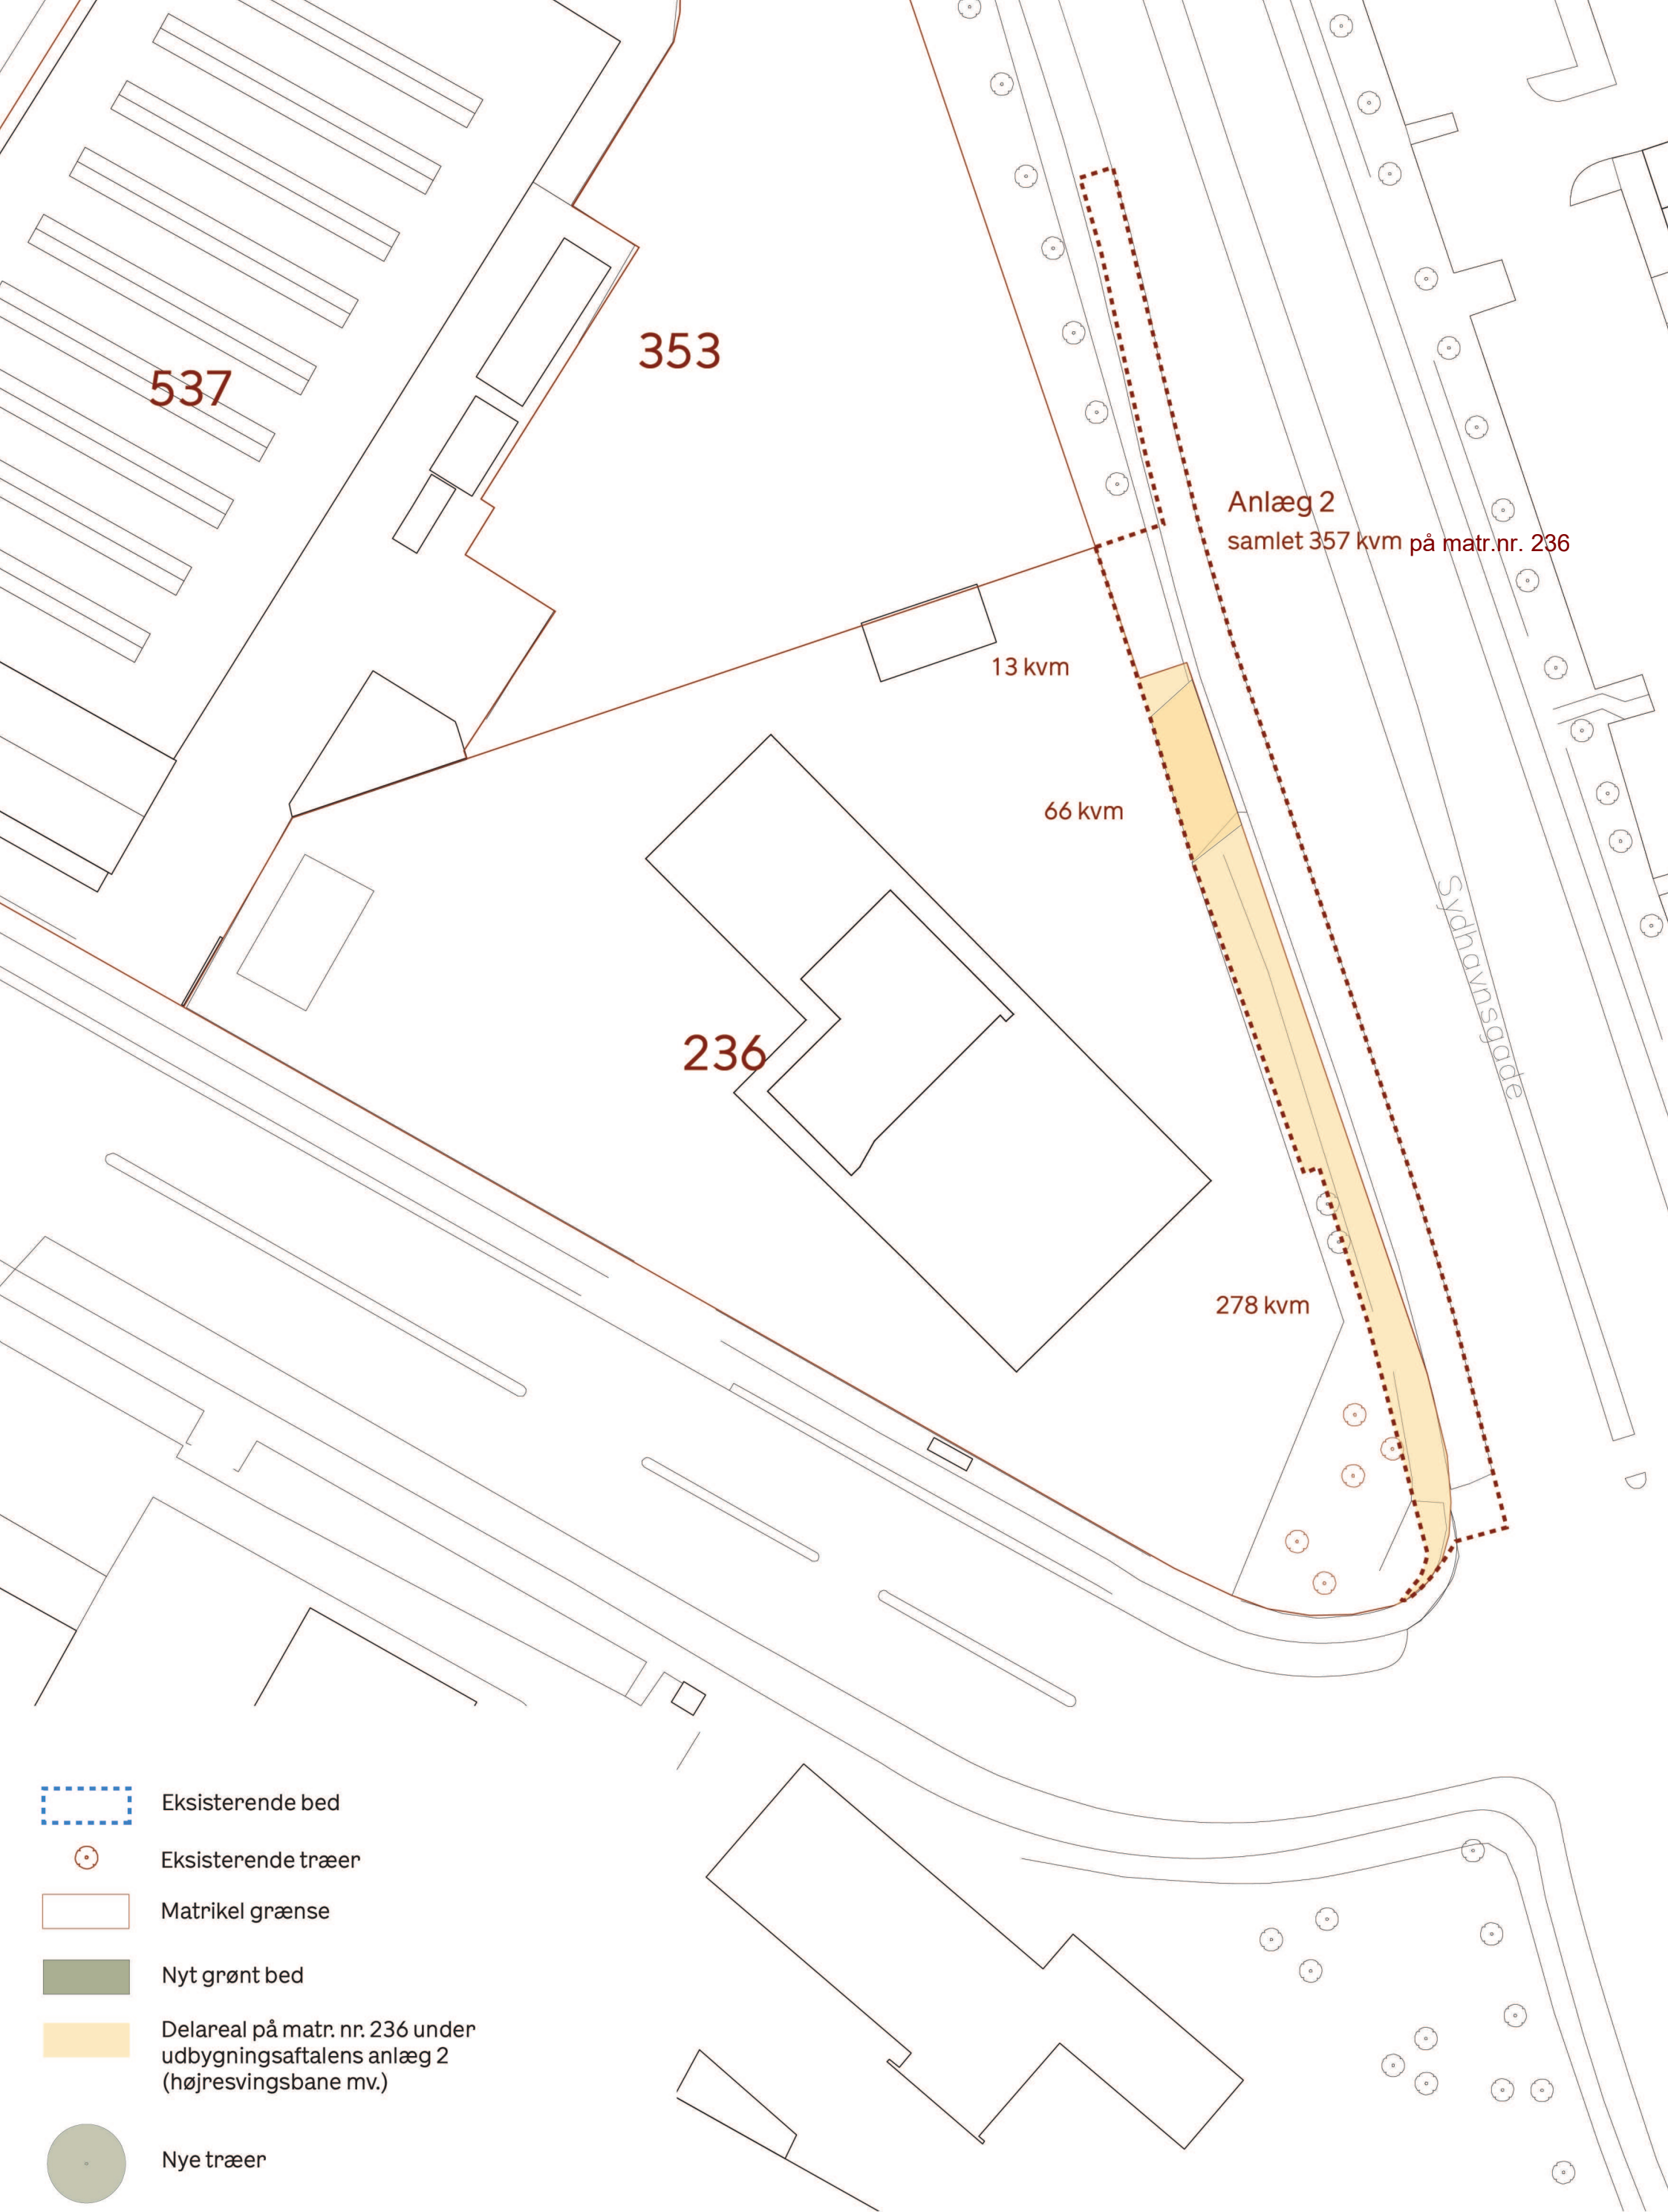 353
537
Anlæg 2
samlet 357 kvm på matr.nr. 236
13 kvm
66 kvm
Sydhavnsgade
236
278 kvm
Eksisterende bed
Eksisterende træer
Matrikel grænse
Nyt grønt bed
Delareal på matr. nr. 236 under
udbygningsaftalens anlæg 2
(højresvingsbane mv.)
Nye træer